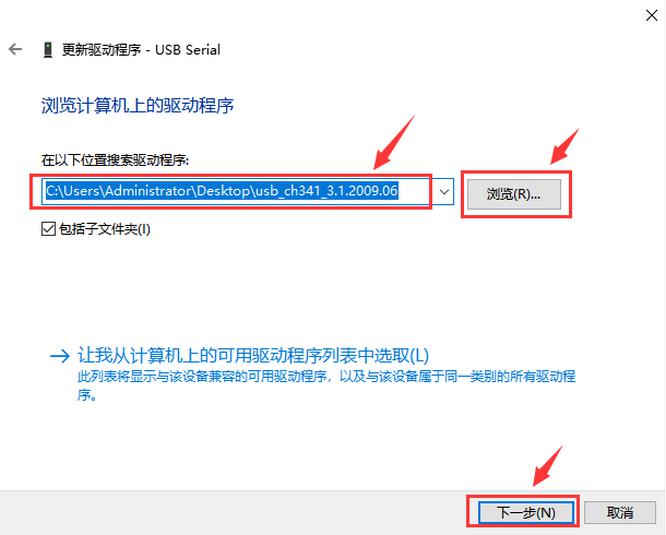 更新驱动程序 - USB Serial
浏览计算机上的驱动程序
在以下位置搜索驱动程序:
C:\Users\Administrator\Desktop\usb_ch341_3.1.2009.06
浏览(R)...
包括子文件夹(I)
让我从计算机上的可用驱动程序列表中选取(L)
此列表将显示与该设备兼容的可用驱动程序，以及与该设备属于同一类别的所有驱动程
序。
下一步(N)
取消